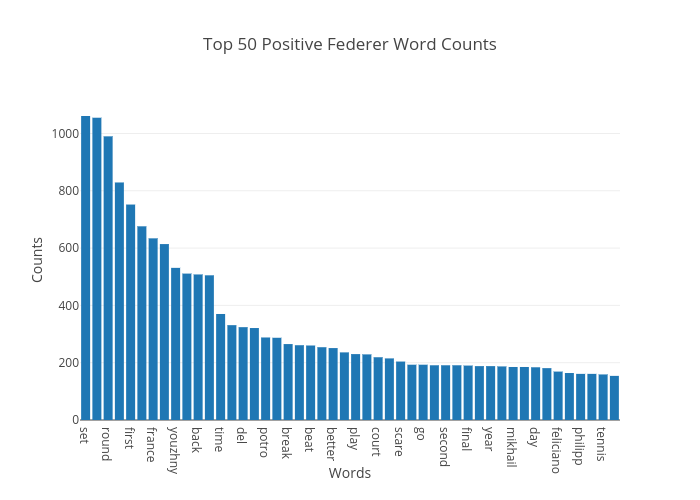 Top 50 Positive Federer Word Counts
Counts
1000
800
600
400
200
0
set
round
first
france
youzhny
back
time
del
potro
break
beat
better
play
court
scare
go
second
final
year
mikhail
day
feliciano
philipp
tennis
Words